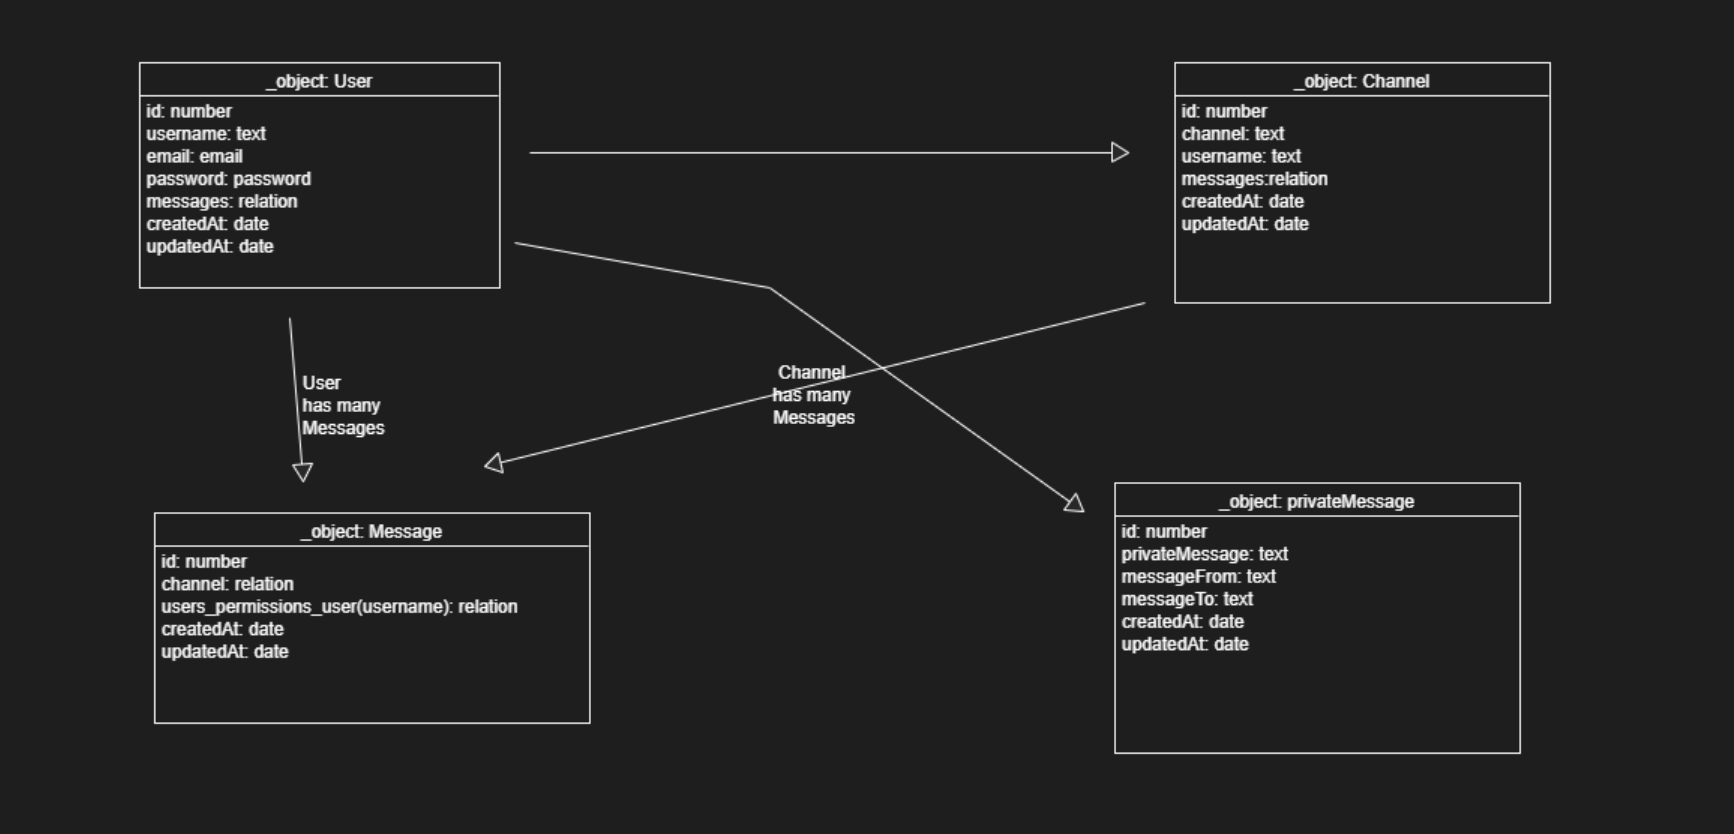 _object: User
id: number
username: text
email: email
password: password
messages: relation
createdAt: date
updatedAt: date
_object: Channel
id: number
channel: text
username: text
messages:relation
createdAt: date
updatedAt: date
User
has many
Messages
Channel
has many
Messages
_object: Message
id: number
channel: relation
users_permissions_user(username): relation
createdAt: date
updatedAt: date
_object: privateMessage
id: number
privateMessage: text
messageFrom: text
messageTo: text
createdAt: date
updatedAt: date